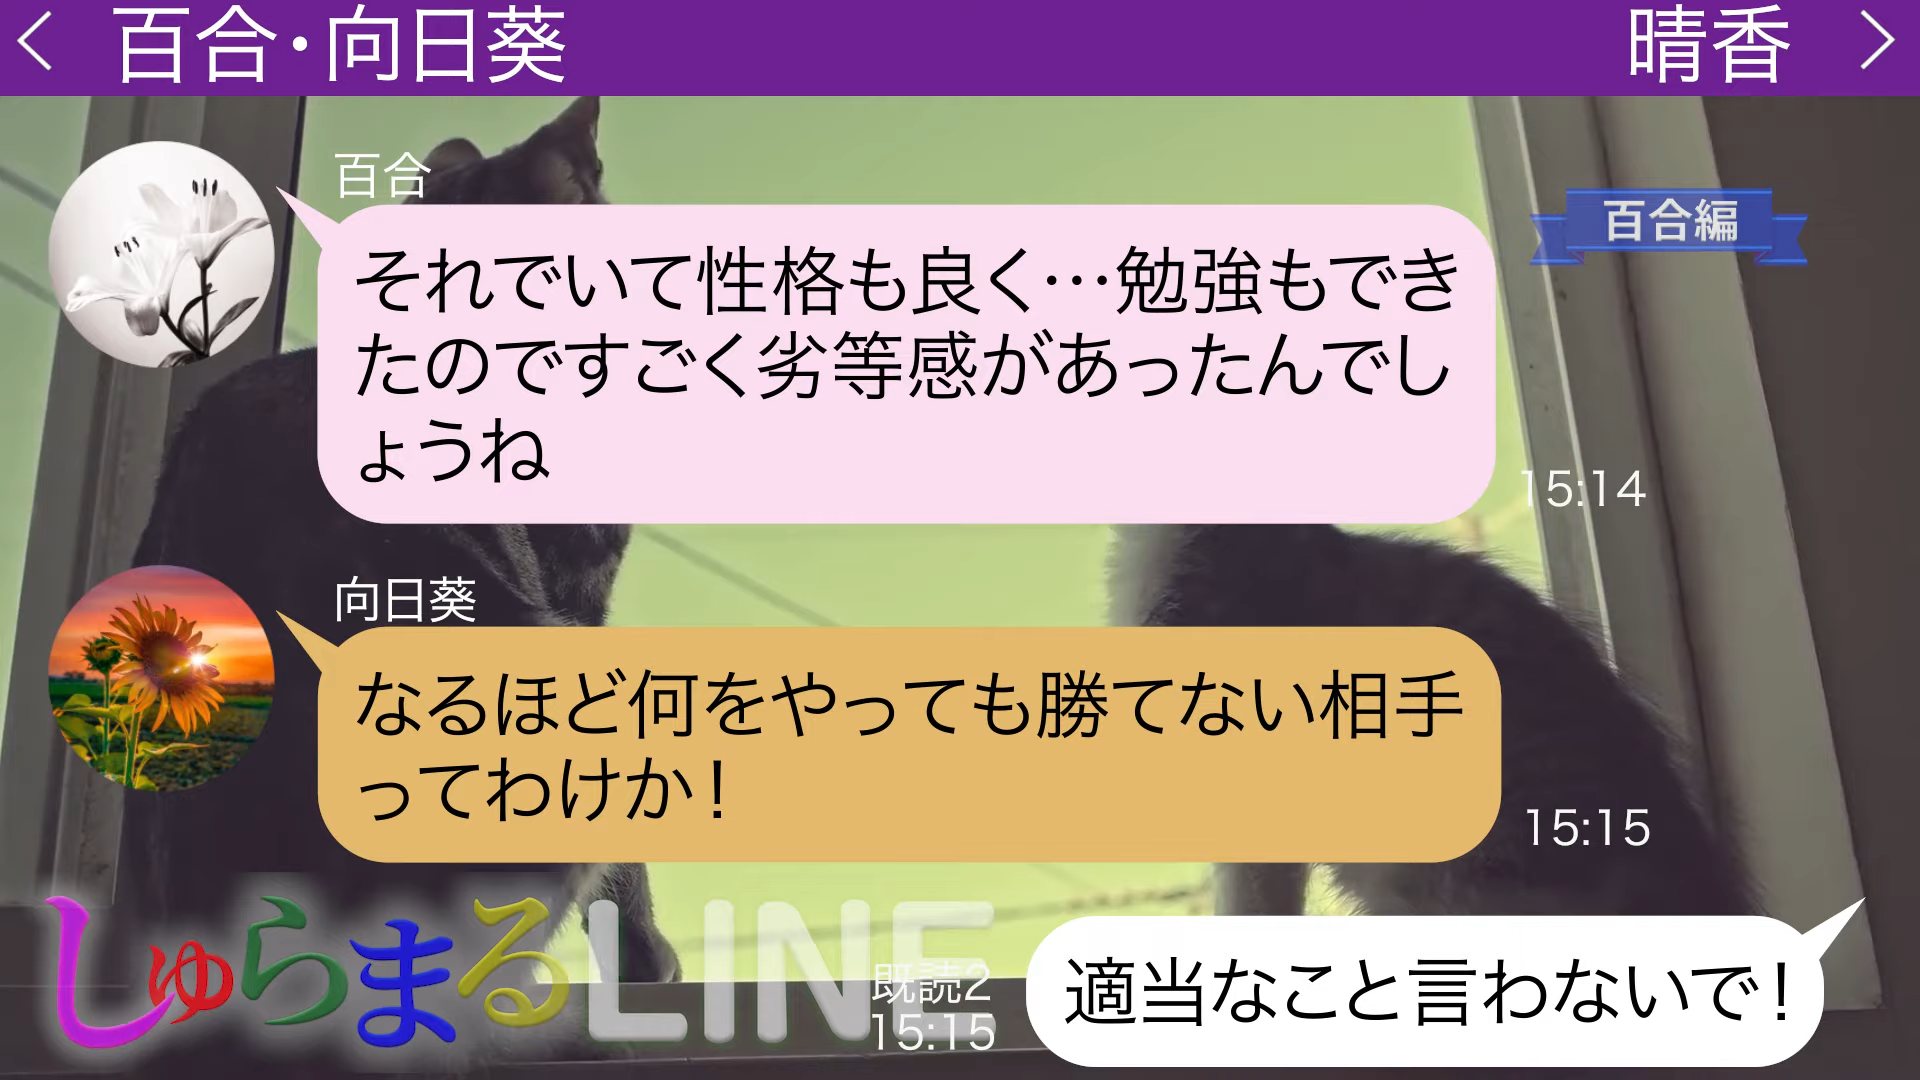 百合・向日葵
晴香
百合
百合編
それでいて性格も良く…勉強もでき
たのですごく劣等感があったんでし
ょうね
15:14
向日葵
なるほど何をやっても勝てない相手
ってわけか！
15:15
しゅらまるLINE
既読2
15:15
適当なこと言わないで！